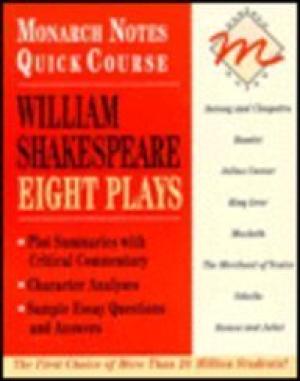 MONARCH NOTES
QUICK COURSE
WILLIAM
SHAKESPEARE
EIGHT PLAYS
Plot Summaries with
Critical Commentary
Character Analyses
Sample Essay Questions
and Answers
m
Antony and Cleopatra
Hamlet
Julius Caesar
King Lear
Macbeth
The Merchant of Venice
Othello
Romeo and Juliet
The First Choice of More Than 20 Million Students!